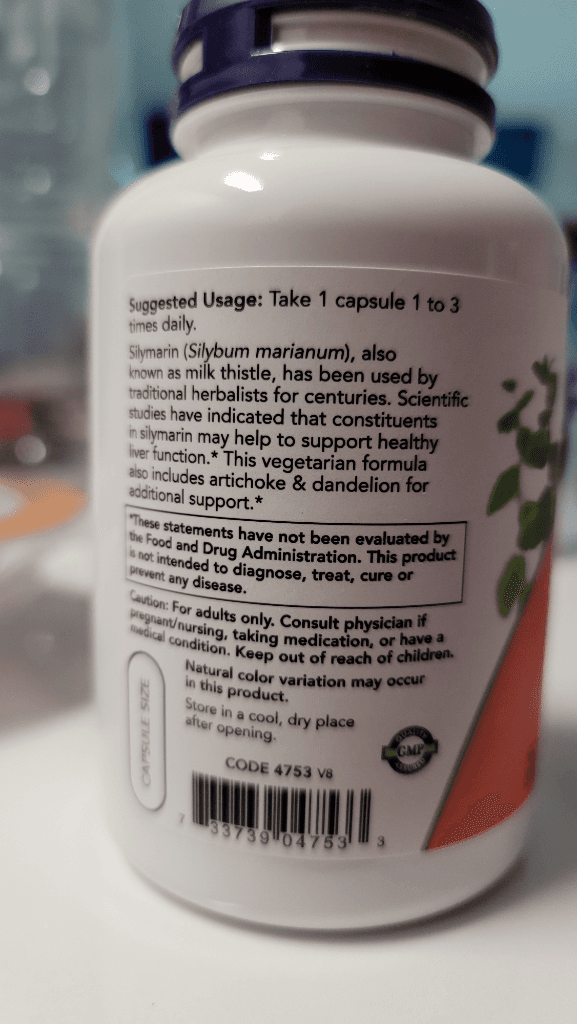 Suggested Usage: Take 1 capsule 1 to 3
times daily.
Silymarin (Silybum marianum), also
known as milk thistle, has been used by
traditional herbalists for centuries. Scientific
studies have indicated that constituents
in silymarin may help to support healthy
liver function.* This vegetarian formula
also includes artichoke & dandelion for
additional support.*
*These statements have not been evaluated by
the Food and Drug Administration. This product
is not intended to diagnose, treat, cure or
prevent any disease.
Caution: For adults only. Consult physician if
pregnant/nursing, taking medication, or have a
medical condition. Keep out of reach of children.
Natural color variation may occur
in this product.
Store in a cool, dry place
after opening.
CAPSULE SIZE
GMP
CODE 4753 V8
7 33739 04753 3